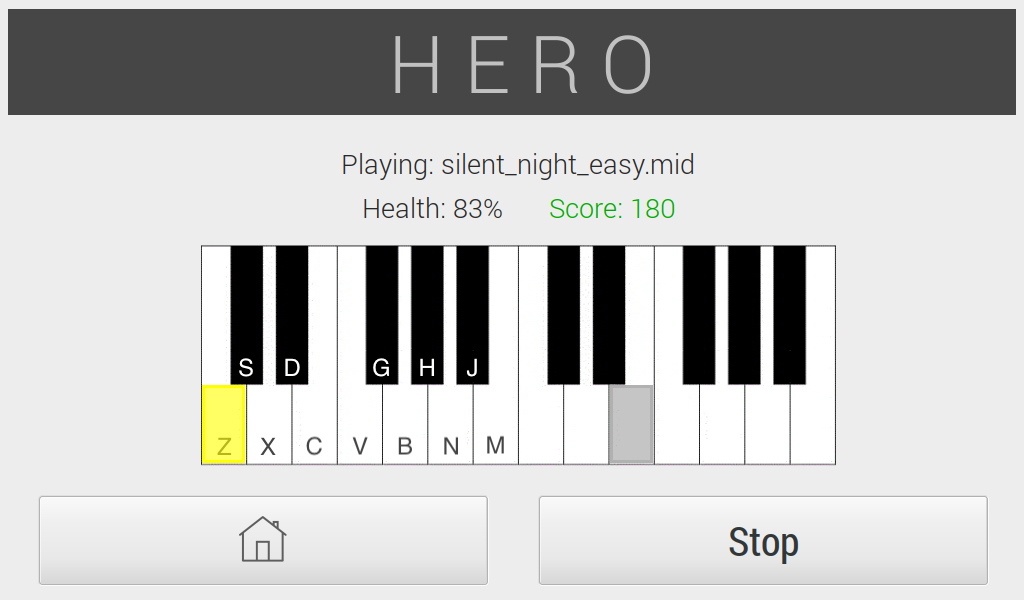 HERO
Playing: silent_night_easy.mid
Health: 83% Score: 180
S D G H J
Z X C V B N M
Stop